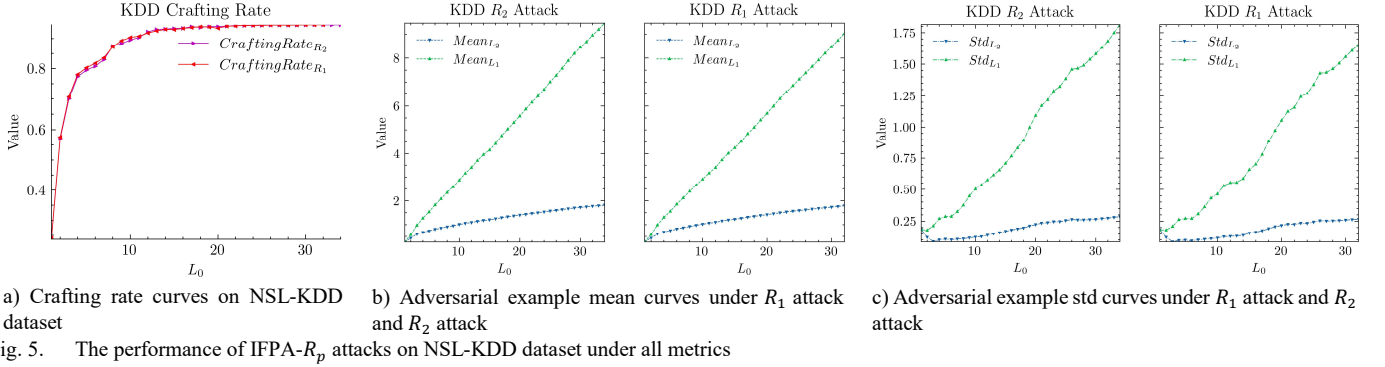 KDD Crafting Rate
CraftingRate_{R_2}
CraftingRate_{R_1}
Value
0.8
0.6
0.4
10 20 30
L_0
KDD R_2 Attack
Mean_{L_2}
Mean_{L_1}
Value
8
6
4
2
10 20 30
L_0
KDD R_1 Attack
Mean_{L_2}
Mean_{L_1}
10 20 30
L_0
KDD R_2 Attack
Std_{L_2}
Std_{L_1}
Value
1.75
1.50
1.25
1.00
0.75
0.50
0.25
10 20 30
L_0
KDD R_1 Attack
Std_{L_2}
Std_{L_1}
10 20 30
L_0
a) Crafting rate curves on NSL-KDD
dataset
b) Adversarial example mean curves under R_1 attack
and R_2 attack
c) Adversarial example std curves under R_1 attack and R_2
attack
ig. 5. The performance of IFPA-R_p attacks on NSL-KDD dataset under all metrics